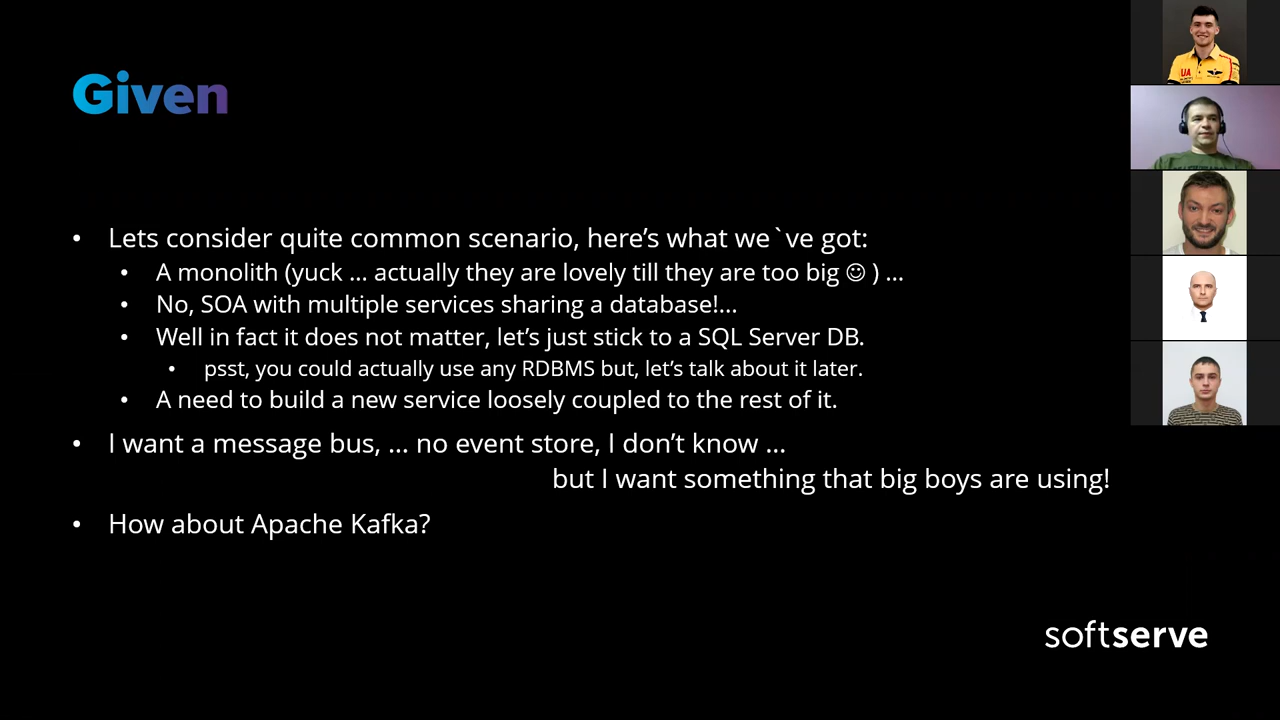 Given
• Lets consider quite common scenario, here’s what we`ve got:
• A monolith (yuck … actually they are lovely till they are too big ☺ ) …
• No, SOA with multiple services sharing a database!…
• Well in fact it does not matter, let’s just stick to a SQL Server DB.
• psst, you could actually use any RDBMS but, let’s talk about it later.
• A need to build a new service loosely coupled to the rest of it.
• I want a message bus, … no event store, I don’t know …
but I want something that big boys are using!
• How about Apache Kafka?
softserve
UA